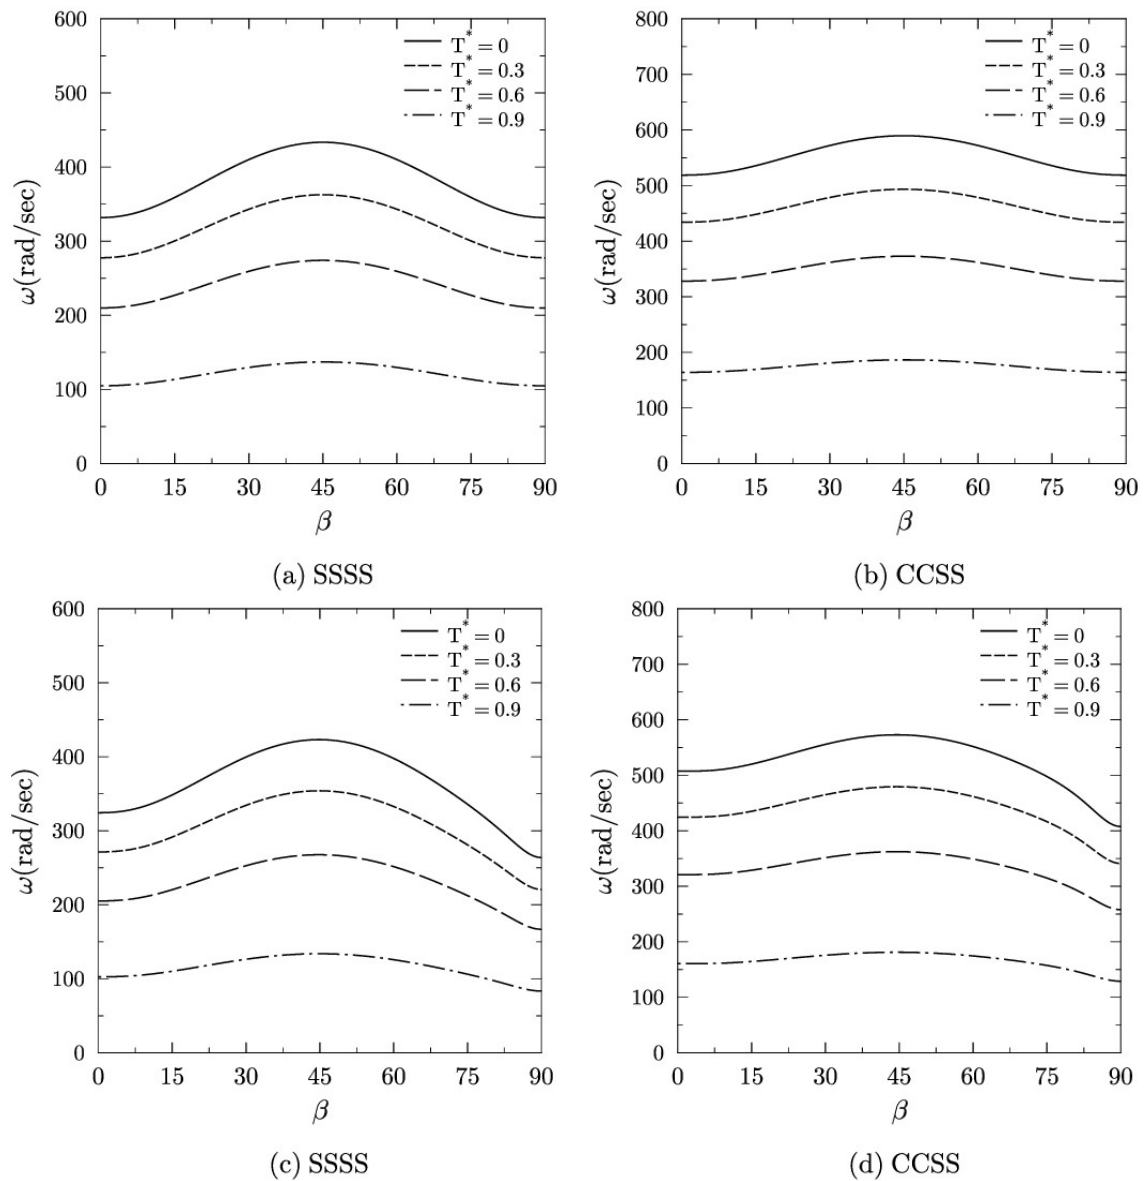 600
500
400
300
200
100
0
ω(rad/sec)
T* = 0
T* = 0.3
T* = 0.6
T* = 0.9
0 15 30 45 60 75 90
β
(a) SSSS
800
700
600
500
400
300
200
100
0
ω(rad/sec)
T* = 0
T* = 0.3
T* = 0.6
T* = 0.9
0 15 30 45 60 75 90
β
(b) CCSS
600
500
400
300
200
100
0
ω(rad/sec)
T* = 0
T* = 0.3
T* = 0.6
T* = 0.9
0 15 30 45 60 75 90
β
(c) SSSS
800
700
600
500
400
300
200
100
0
ω(rad/sec)
T* = 0
T* = 0.3
T* = 0.6
T* = 0.9
0 15 30 45 60 75 90
β
(d) CCSS